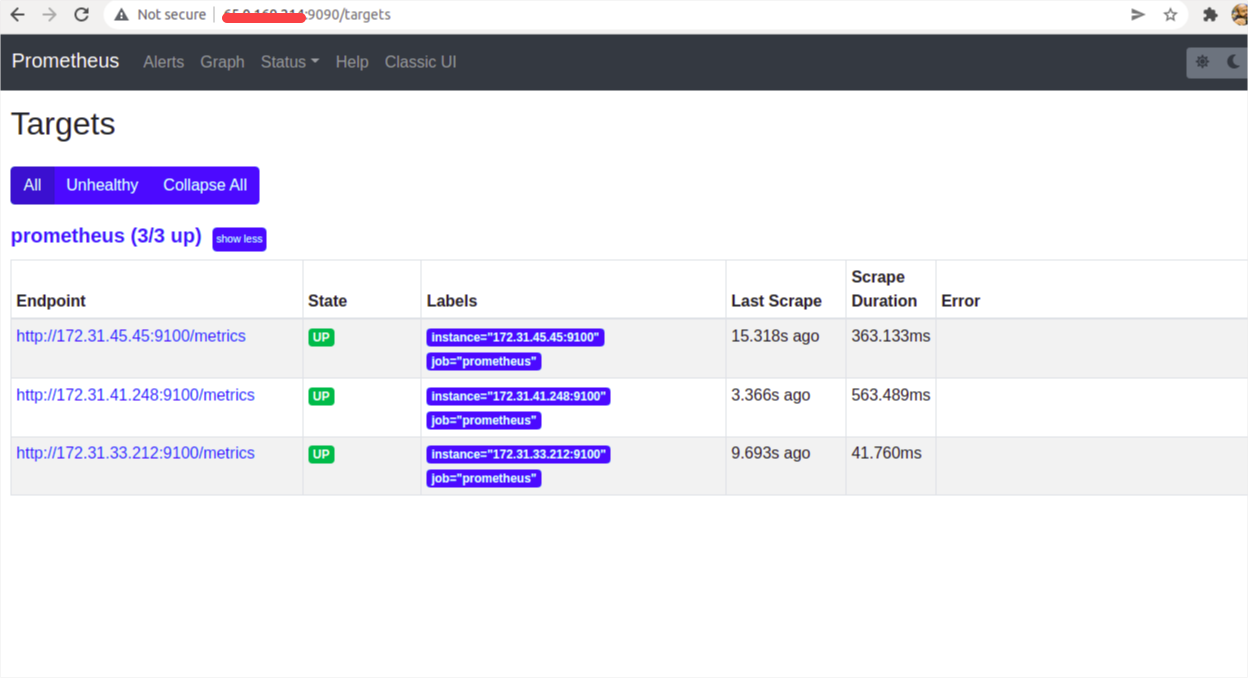 Not secure :9090/targets
Prometheus Alerts Graph Status Help Classic UI
Targets
All Unhealthy Collapse All
prometheus (3/3 up) show less
Endpoint State Labels Last Scrape Scrape Duration Error
http://172.31.45.45:9100/metrics UP instance="172.31.45.45:9100" 15.318s ago 363.133ms
job="prometheus"
http://172.31.41.248:9100/metrics UP instance="172.31.41.248:9100" 3.366s ago 563.489ms
job="prometheus"
http://172.31.33.212:9100/metrics UP instance="172.31.33.212:9100" 9.693s ago 41.760ms
job="prometheus"